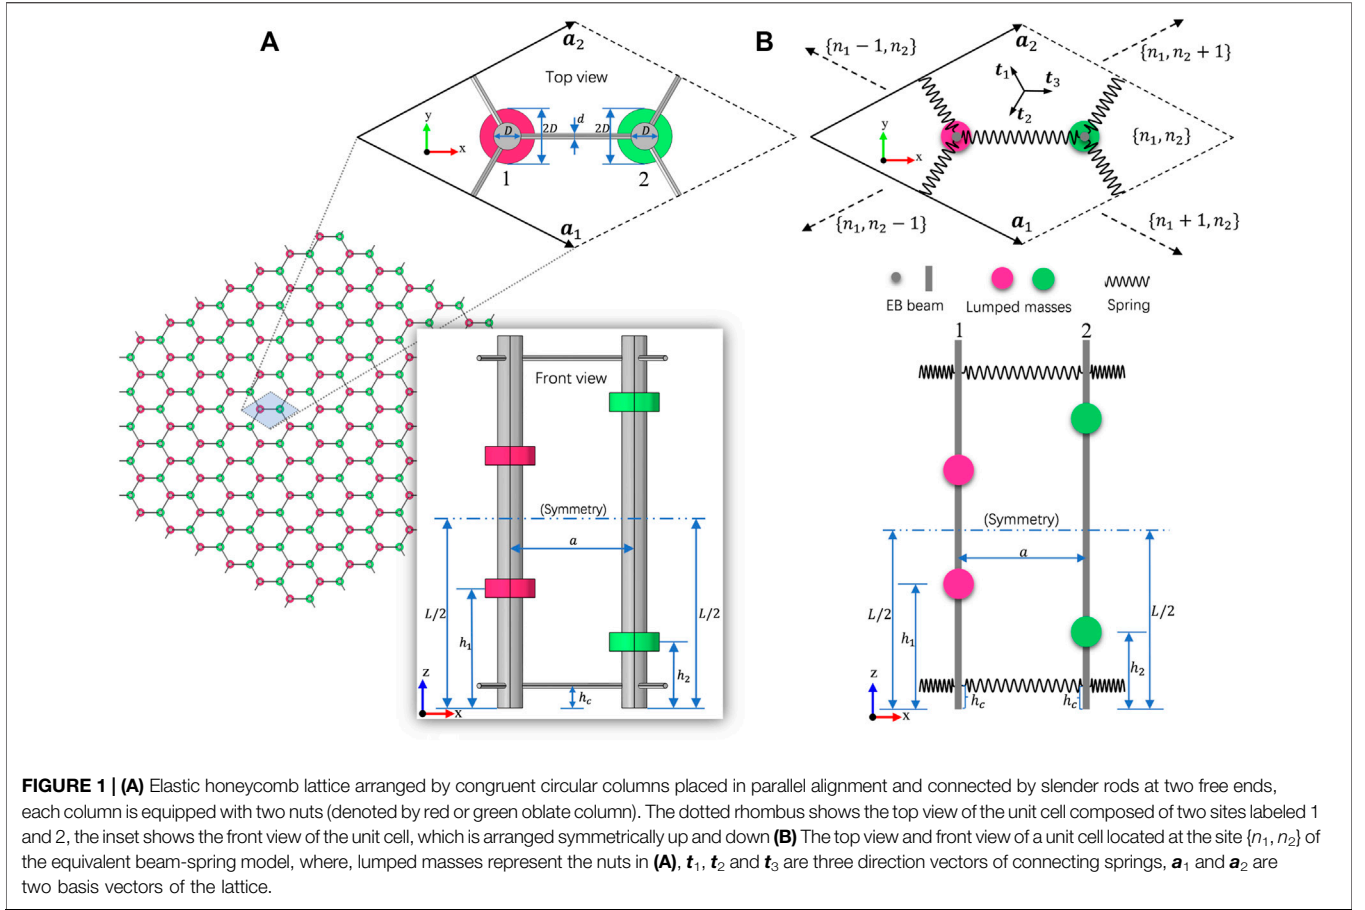 A
a₂
Top view
y
x
D
2D
d
2D
D
1
2
a₁
Front view
(Symmetry)
a
L/2
h₁
L/2
h₂
h_c
z
x
B
{n₁ − 1, n₂}
a₂
{n₁, n₂ + 1}
t₁
t₃
t₂
{n₁, n₂}
y
x
{n₁, n₂ − 1}
a₁
{n₁ + 1, n₂}
EB beam
Lumped masses
Spring
1
2
(Symmetry)
a
L/2
h₁
L/2
h₂
h_c
h_c
z
x
FIGURE 1 | (A) Elastic honeycomb lattice arranged by congruent circular columns placed in parallel alignment and connected by slender rods at two free ends,
each column is equipped with two nuts (denoted by red or green oblate column). The dotted rhombus shows the top view of the unit cell composed of two sites labeled 1
and 2, the inset shows the front view of the unit cell, which is arranged symmetrically up and down (B) The top view and front view of a unit cell located at the site {n₁, n₂} of
the equivalent beam-spring model, where, lumped masses represent the nuts in (A), t₁, t₂ and t₃ are three direction vectors of connecting springs, a₁ and a₂ are
two basis vectors of the lattice.